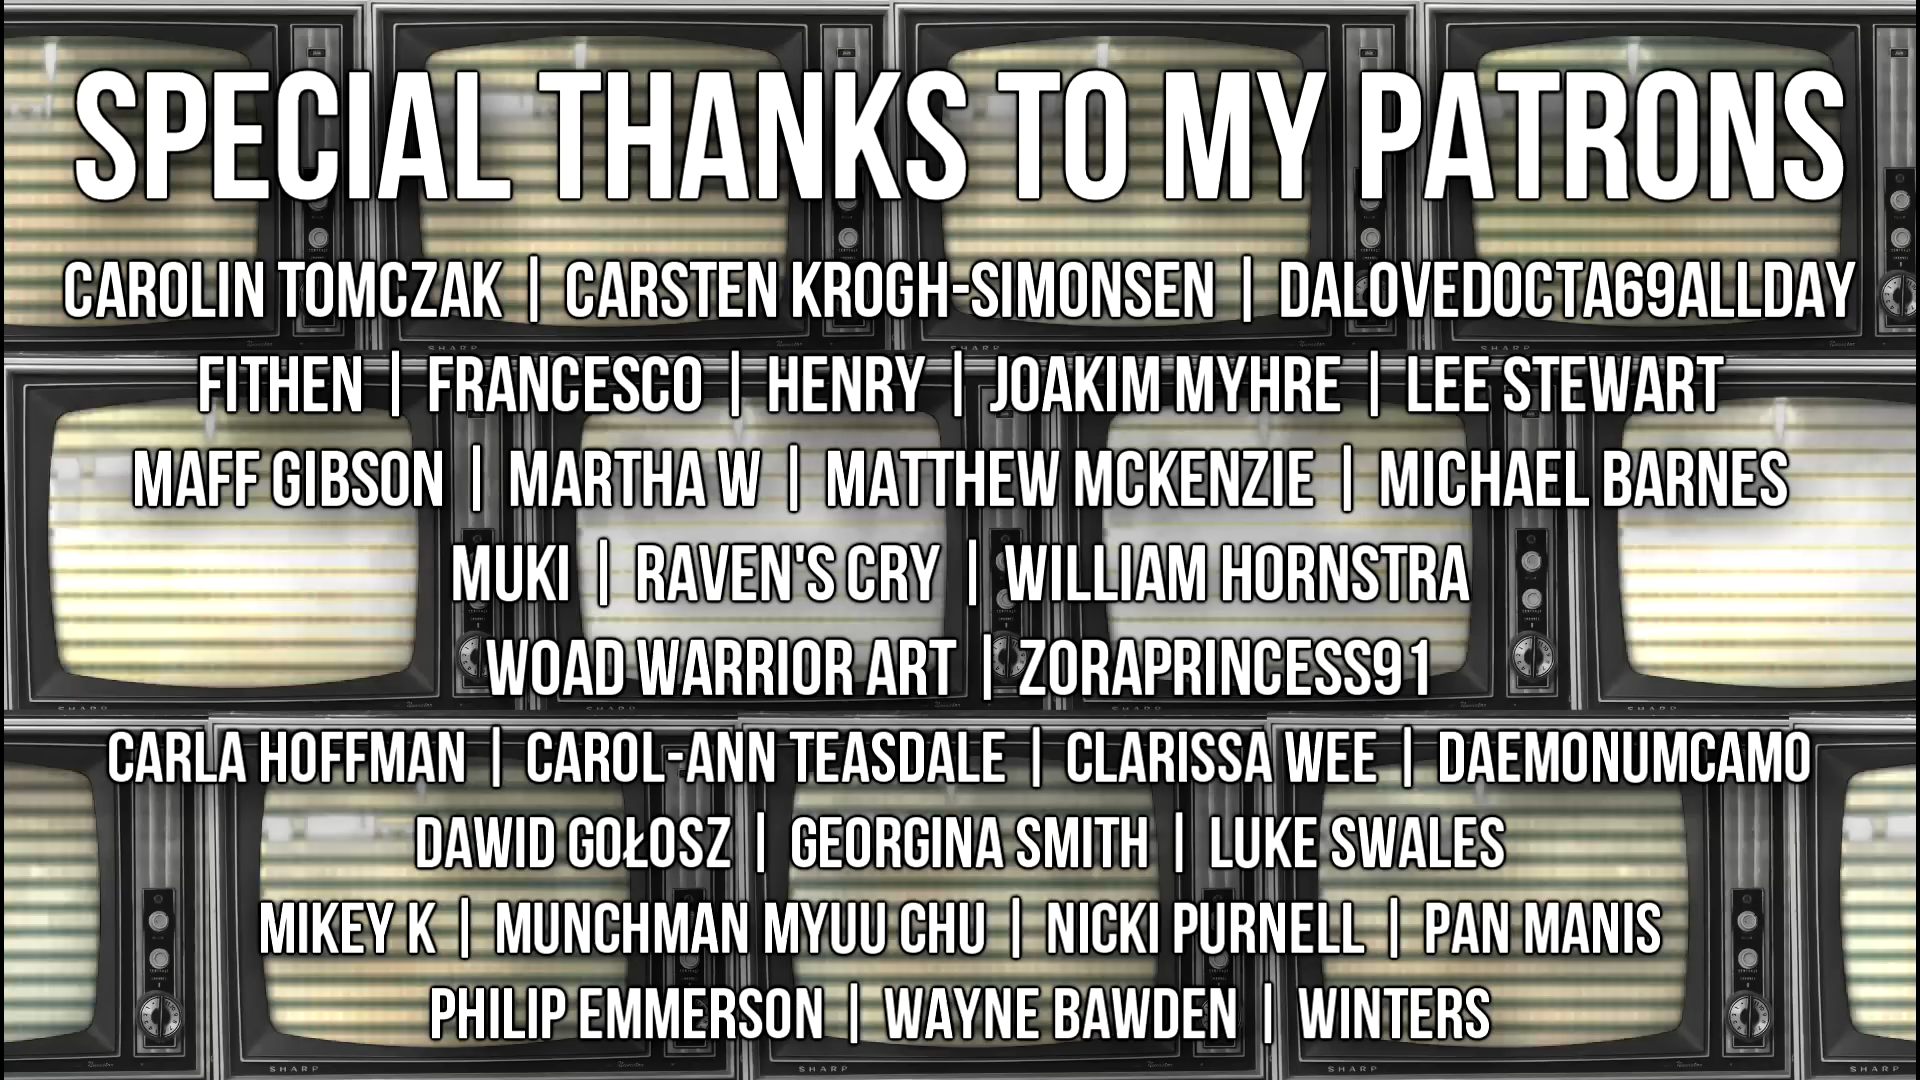 SPECIAL THANKS TO MY PATRONS
CAROLIN TOMCZAK | CARSTEN KROGH-SIMONSEN | DALOVEDOCTA69ALLDAY
FITHEN | FRANCESCO | HENRY | JOAKIM MYHRE | LEE STEWART
MAFF GIBSON | MARTHA W | MATTHEW MCKENZIE | MICHAEL BARNES
MUKI | RAVEN'S CRY | WILLIAM HORNSTRA
WOAD WARRIOR ART | ZORAPRINCESS91
CARLA HOFFMAN | CAROL-ANN TEASDALE | CLARISSA WEE | DAEMONUMCAMO
DAWID GOŁOSZ | GEORGINA SMITH | LUKE SWALES
MIKEY K | MUNCHMAN MYUU CHU | NICKI PURNELL | PAN MANIS
PHILIP EMMERSON | WAYNE BAWDEN | WINTERS
SHARP SHARP SHARP